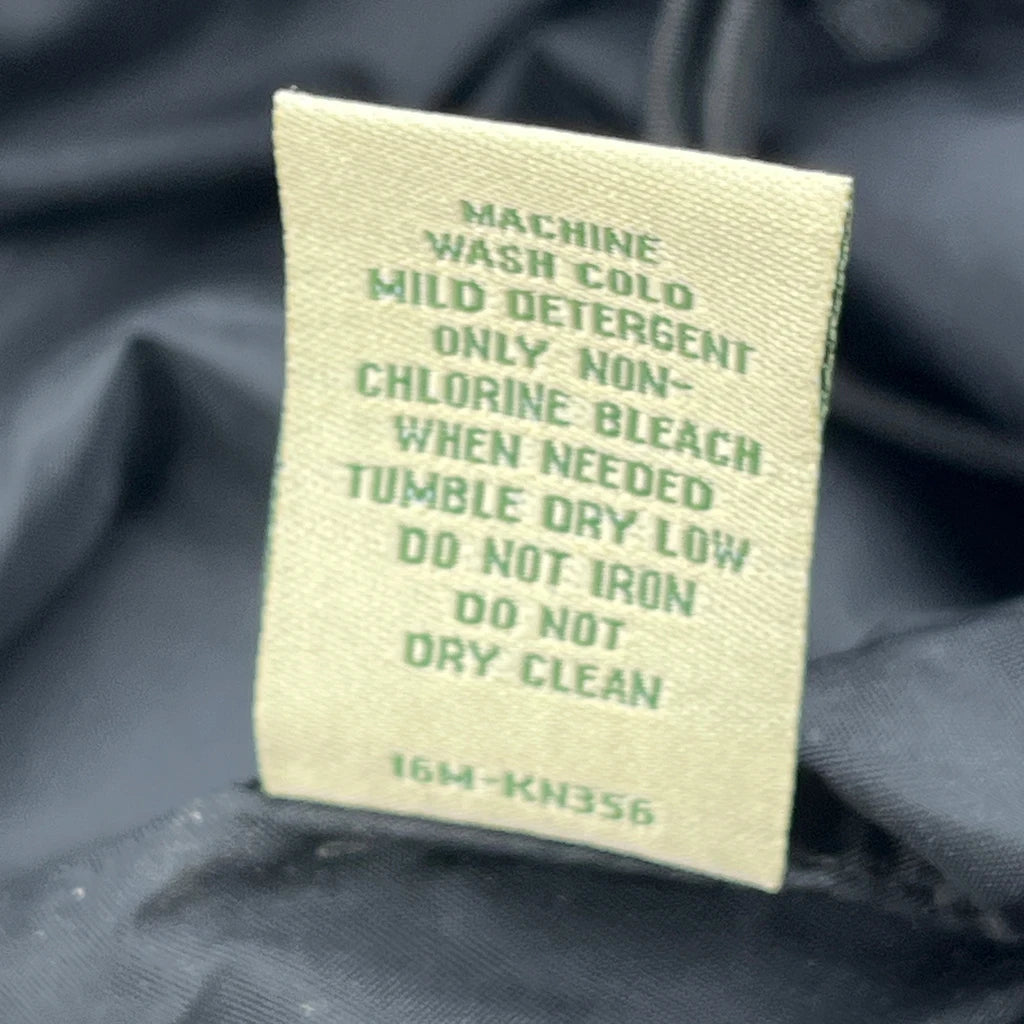 MACHINE
WASH COLD
MILD DETERGENT
ONLY NON-
CHLORINE BLEACH
WHEN NEEDED
TUMBLE DRY LOW
DO NOT IRON
DO NOT
DRY CLEAN
16M-KN356